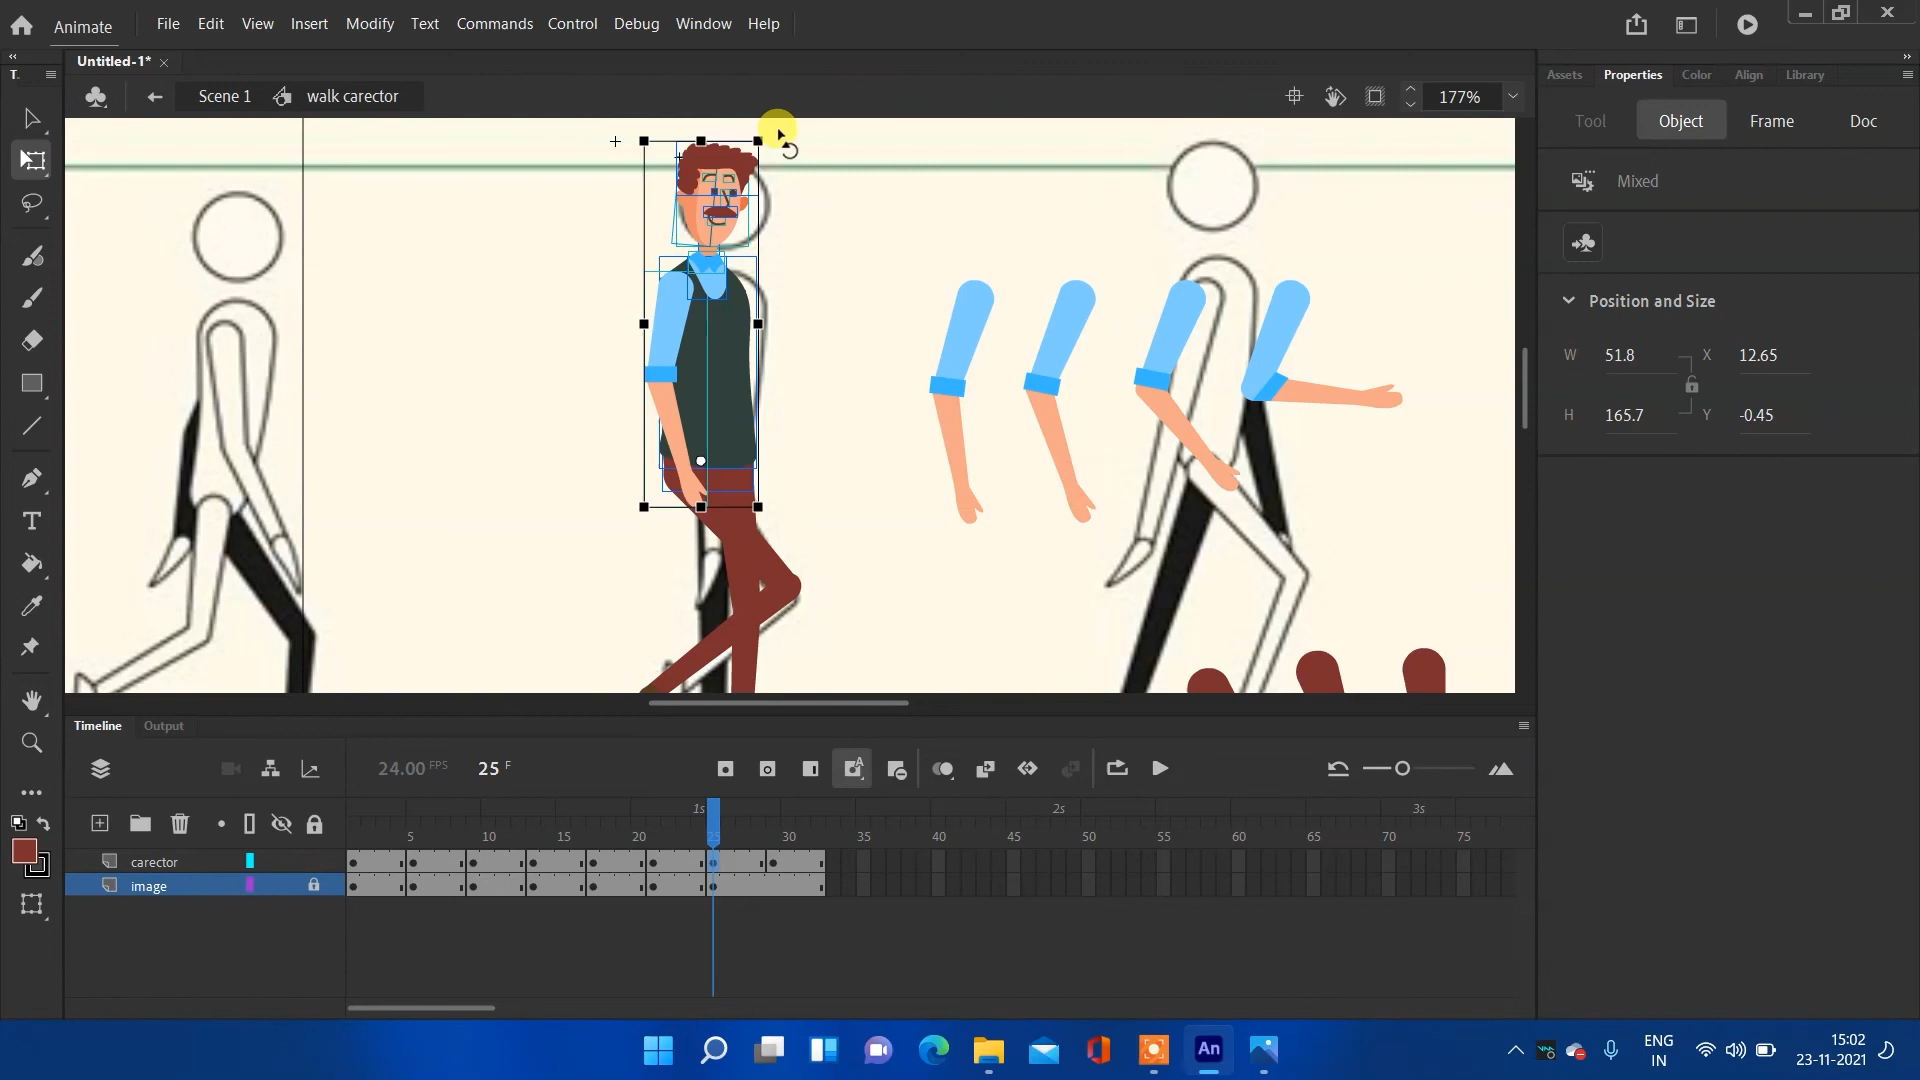 Animate File Edit View Insert Modify Text Commands Control Debug Window Help
Untitled-1*
T.
Assets Properties Color Align Library
Scene 1 walk carector 177%
Tool Object Frame Doc
Mixed
Position and Size
W 51.8 X 12.65
H 165.7 Y -0.45
Timeline Output
24.00 FPS 25 F
1s 2s 3s
5 10 15 20 25 30 35 40 45 50 55 60 65 70 75
carector
image
An
ENG
IN
15:02
23-11-2021